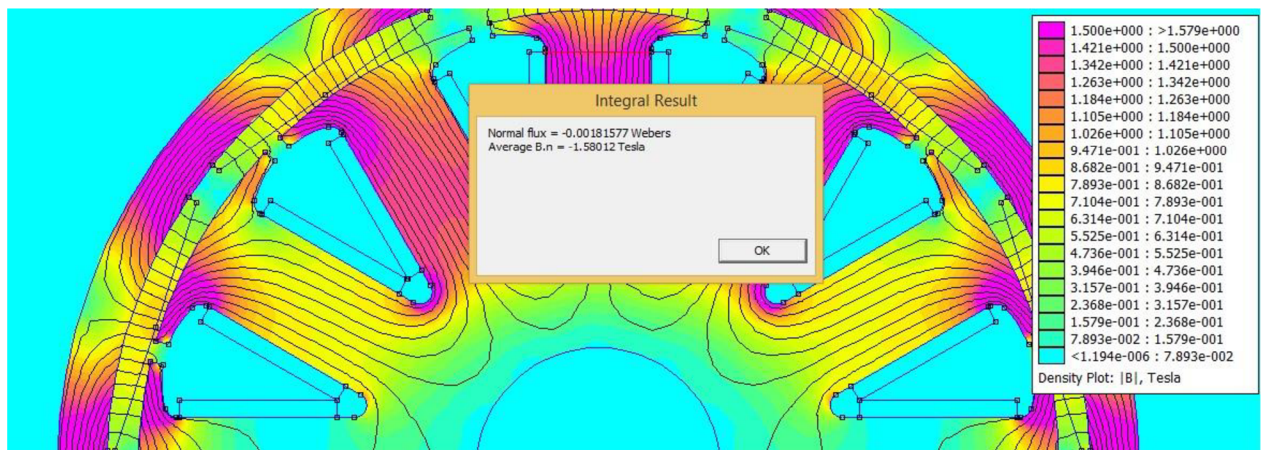 Integral Result
Normal flux = -0.00181577 Webers
Average B.n = -1.58012 Tesla
OK
1.500e+000 : >1.579e+000
1.421e+000 : 1.500e+000
1.342e+000 : 1.421e+000
1.263e+000 : 1.342e+000
1.184e+000 : 1.263e+000
1.105e+000 : 1.184e+000
1.026e+000 : 1.105e+000
9.471e-001 : 1.026e+000
8.682e-001 : 9.471e-001
7.893e-001 : 8.682e-001
7.104e-001 : 7.893e-001
6.314e-001 : 7.104e-001
5.525e-001 : 6.314e-001
4.736e-001 : 5.525e-001
3.946e-001 : 4.736e-001
3.157e-001 : 3.946e-001
2.368e-001 : 3.157e-001
1.579e-001 : 2.368e-001
7.893e-002 : 1.579e-001
<1.194e-006 : 7.893e-002
Density Plot: |B|, Tesla